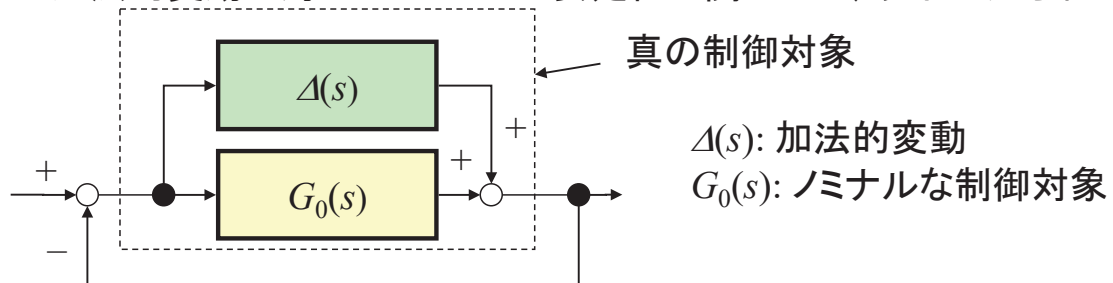 真の制御対象
Δ(s)
Δ(s): 加法的変動
G₀(s): ノミナルな制御対象
G₀(s)
+
+
+
−